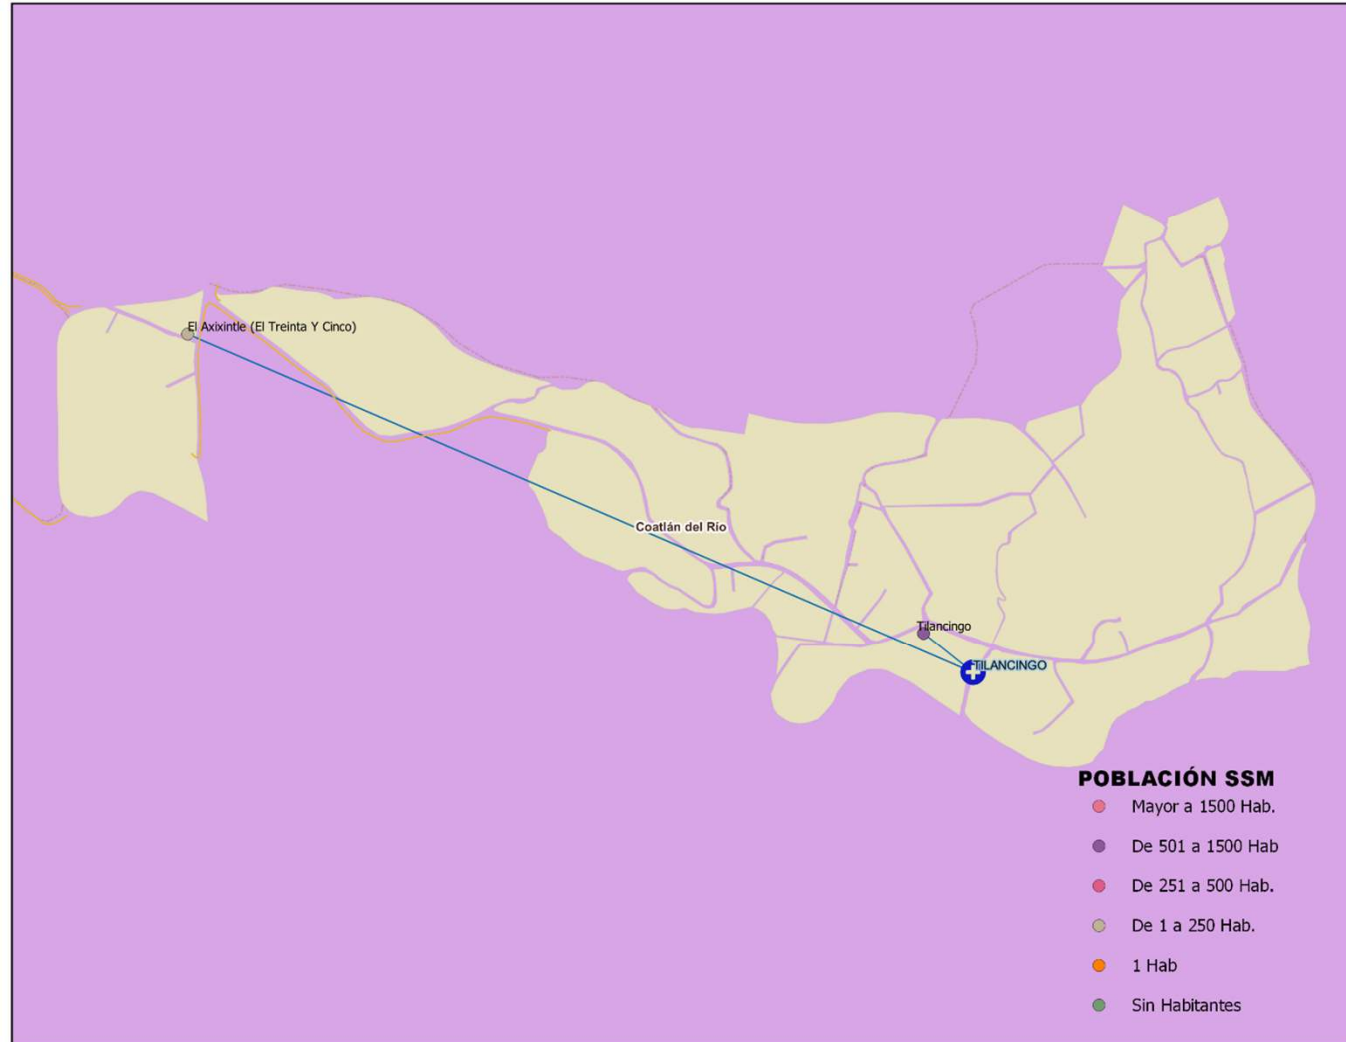 El Axixintle (El Treinta Y Cinco)
Coatlán del Río
Tilancingo
TILANCINGO
POBLACIÓN SSM
Mayor a 1500 Hab.
De 501 a 1500 Hab
De 251 a 500 Hab.
De 1 a 250 Hab.
1 Hab
Sin Habitantes